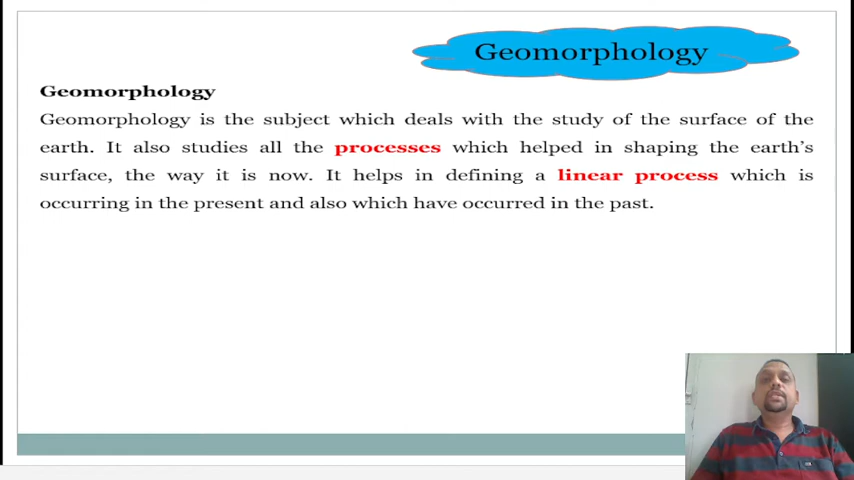 Geomorphology
Geomorphology
Geomorphology is the subject which deals with the study of the surface of the
earth. It also studies all the processes which helped in shaping the earth's
surface, the way it is now. It helps in defining a linear process which is
occurring in the present and also which have occurred in the past.